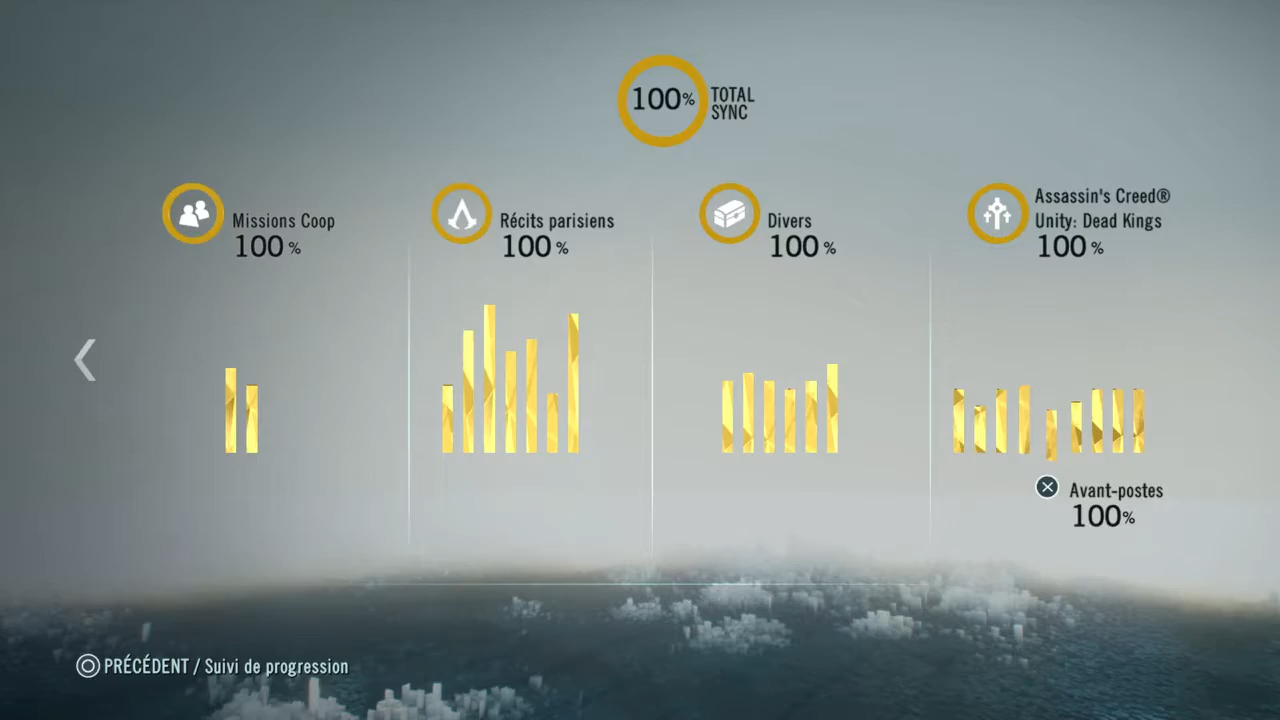 100%
TOTAL
SYNC
Missions Coop
100 %
Récits parisiens
100 %
Divers
100 %
Assassin's Creed®
Unity: Dead Kings
100 %
Avant-postes
100%
PRÉCÉDENT / Suivi de progression